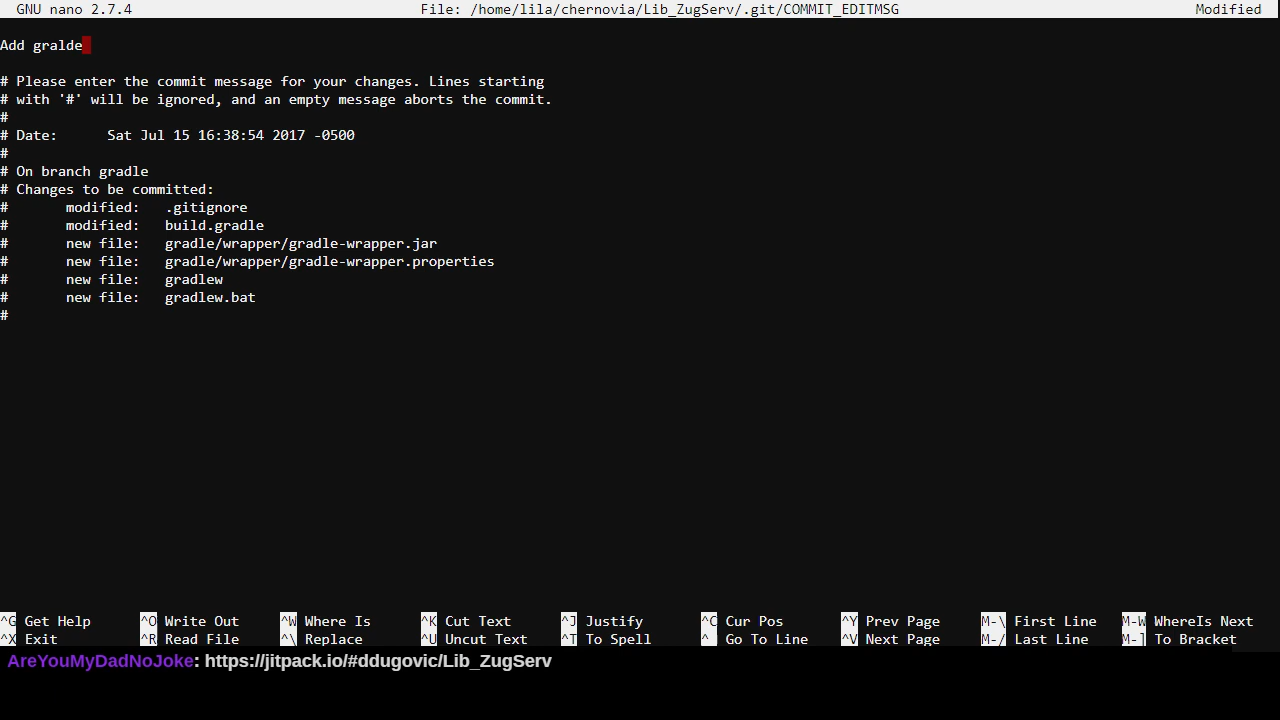 GNU nano 2.7.4 File: /home/lila/chernovia/Lib_ZugServ/.git/COMMIT_EDITMSG Modified
Add gralde
# Please enter the commit message for your changes. Lines starting
# with '#' will be ignored, and an empty message aborts the commit.
#
# Date:      Sat Jul 15 16:38:54 2017 -0500
#
# On branch gradle
# Changes to be committed:
#       modified:   .gitignore
#       modified:   build.gradle
#       new file:   gradle/wrapper/gradle-wrapper.jar
#       new file:   gradle/wrapper/gradle-wrapper.properties
#       new file:   gradlew
#       new file:   gradlew.bat
#
^G Get Help ^O Write Out ^W Where Is ^K Cut Text ^J Justify ^C Cur Pos ^Y Prev Page M-\ First Line M-W WhereIs Next
^X Exit ^R Read File ^\ Replace ^U Uncut Text ^T To Spell ^ Go To Line ^V Next Page M-/ Last Line M-] To Bracket
AreYouMyDadNoJoke: https://jitpack.io/#ddugovic/Lib_ZugServ